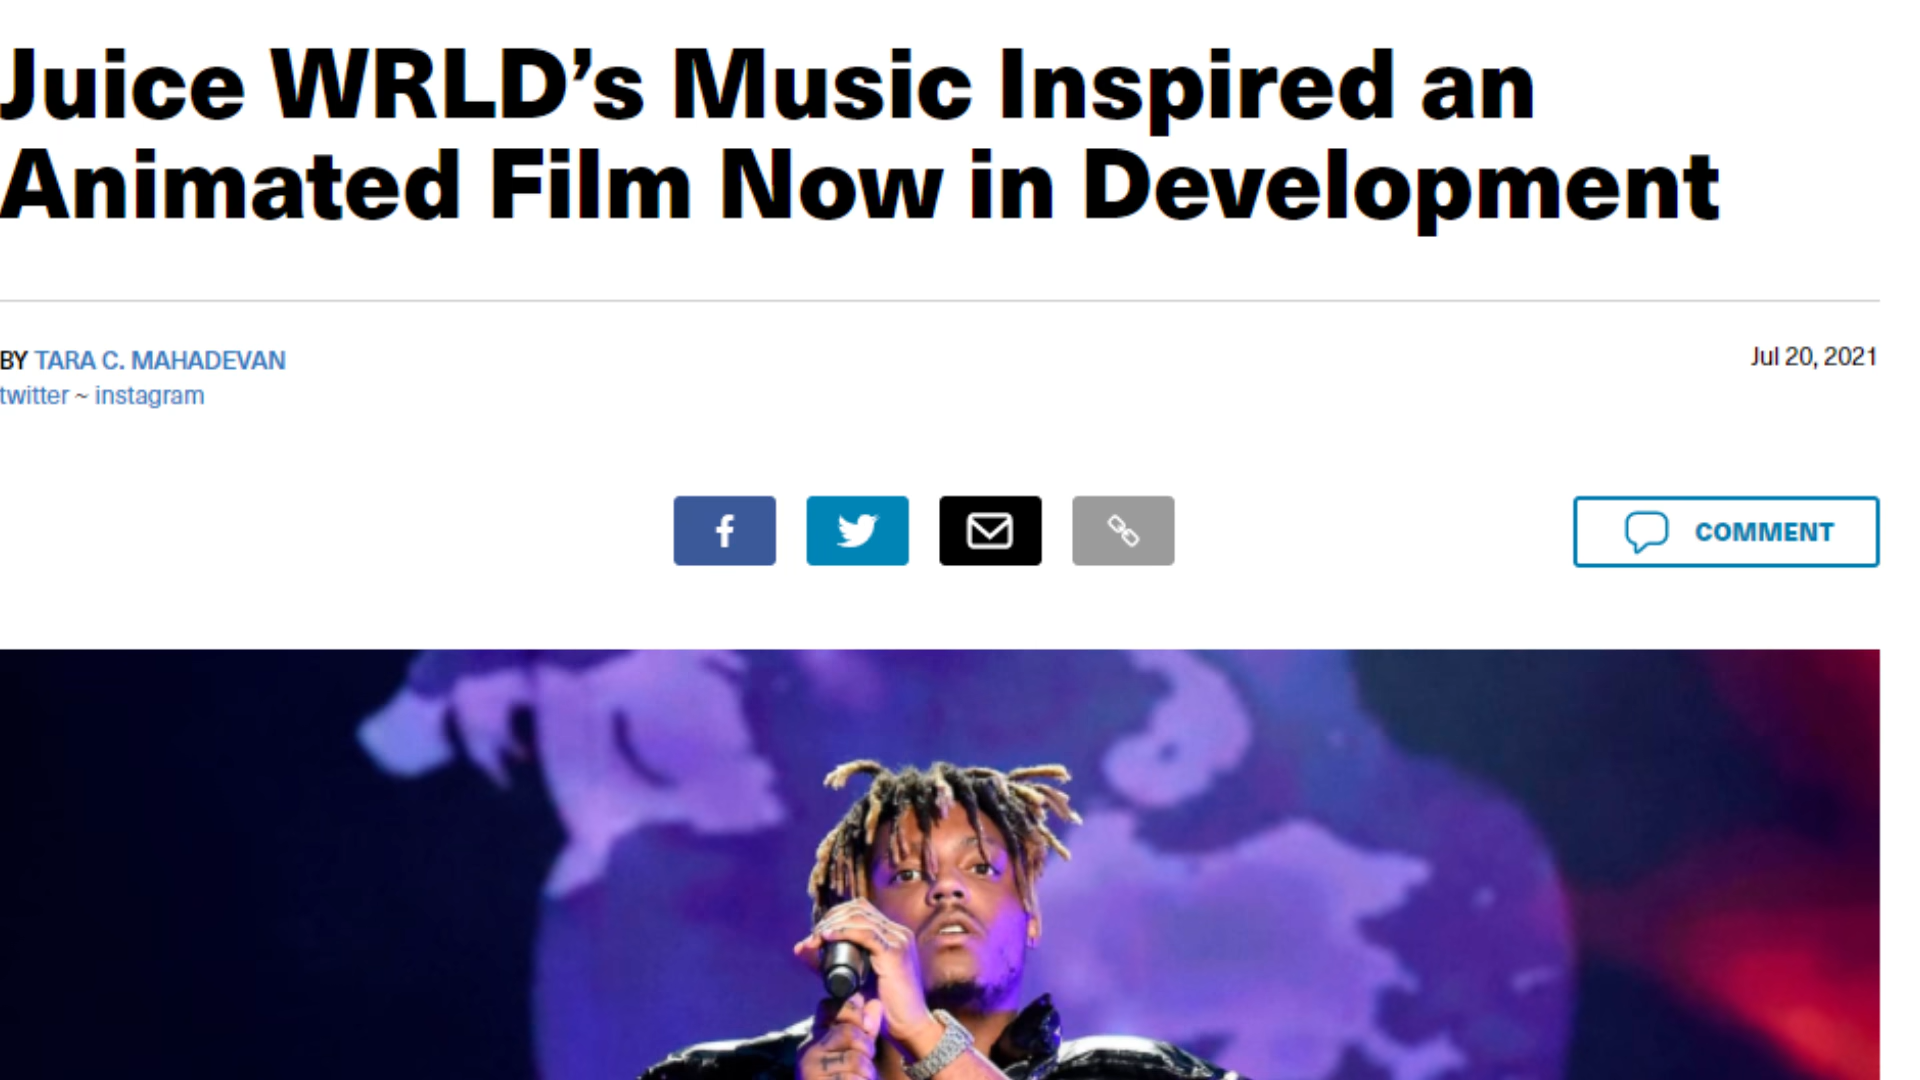 Juice WRLD’s Music Inspired an
Animated Film Now in Development
BY TARA C. MAHADEVAN
Jul 20, 2021
twitter ~ instagram
f
COMMENT